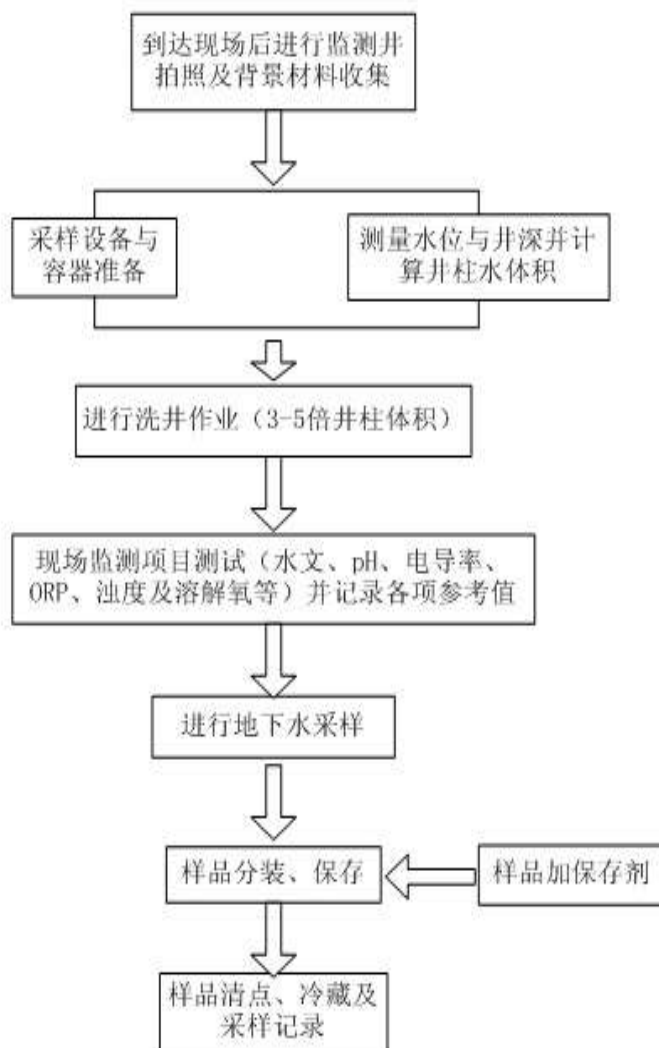 到达现场后进行监测井
拍照及背景材料收集
采样设备与
容器准备
测量水位与井深并计
算井柱水体积
进行洗井作业（3-5倍井柱体积）
现场监测项目测试（水文、pH、电导率、
ORP、浊度及溶解氧等）并记录各项参考值
进行地下水采样
样品分装、保存
样品加保存剂
样品清点、冷藏及
采样记录